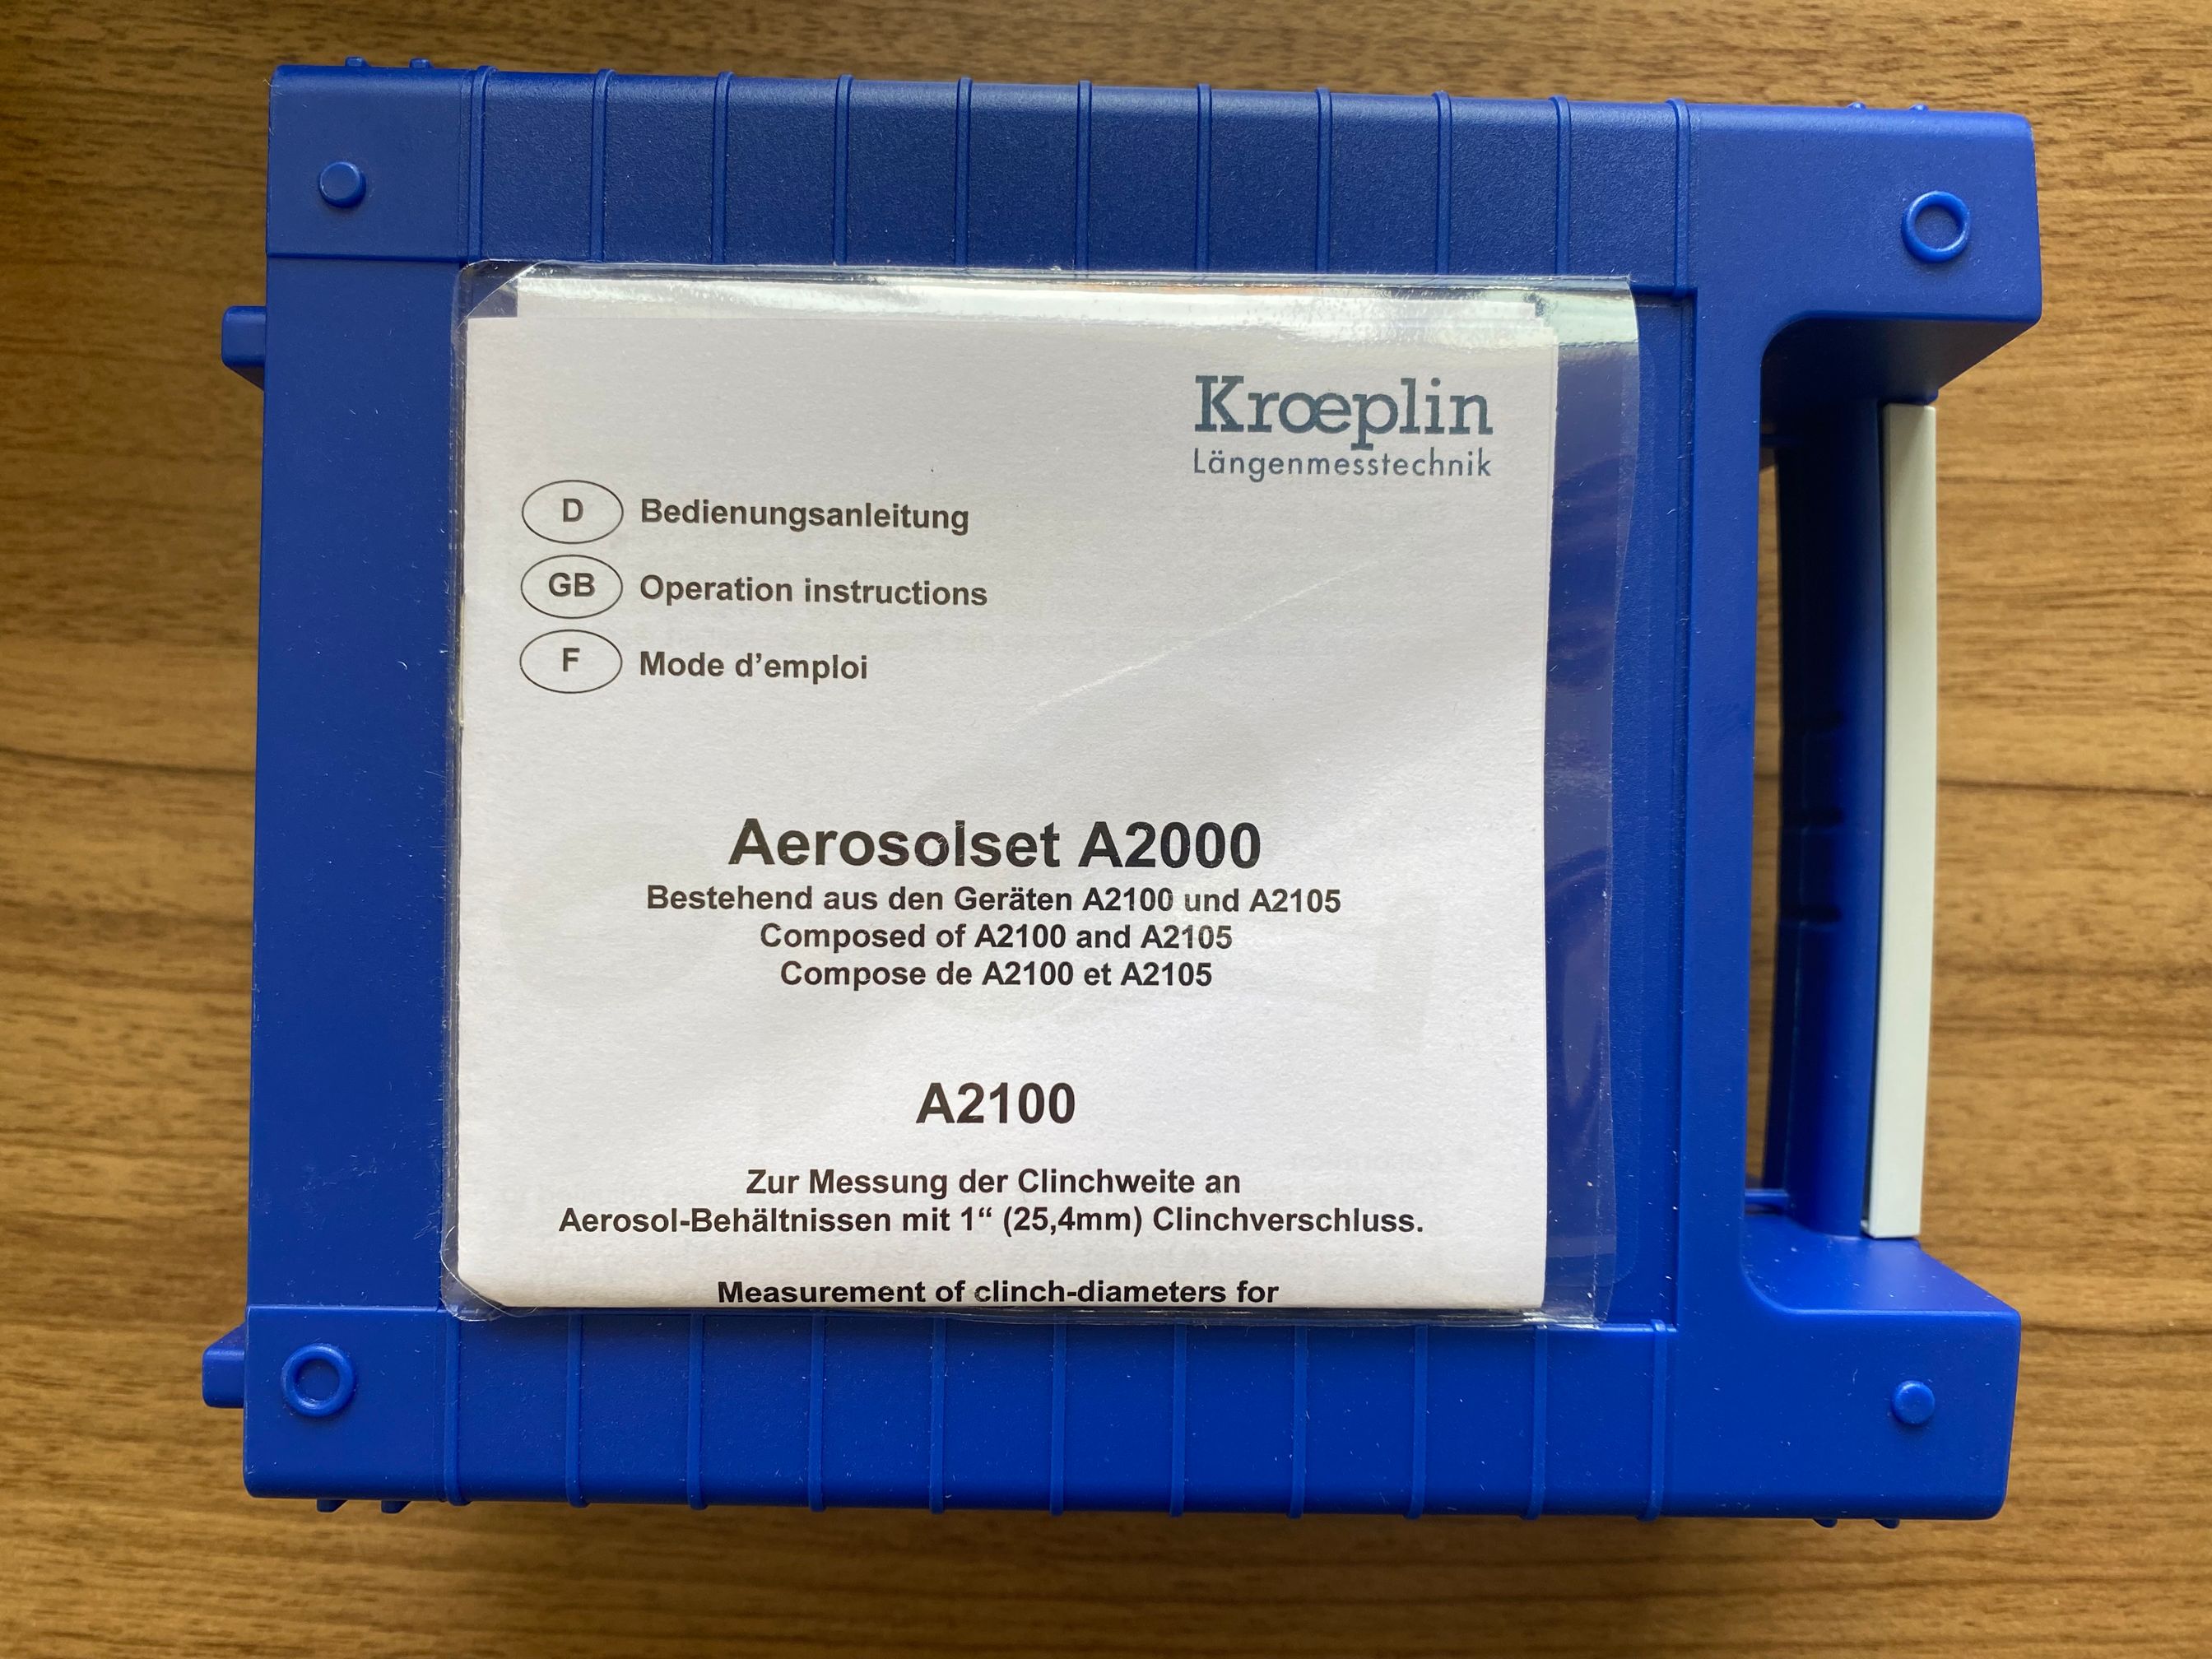 Krœplin
Längenmesstechnik
D Bedienungsanleitung
GB Operation instructions
F Mode d’emploi
Aerosolset A2000
Bestehend aus den Geräten A2100 und A2105
Composed of A2100 and A2105
Compose de A2100 et A2105
A2100
Zur Messung der Clinchweite an
Aerosol-Behältnissen mit 1“ (25,4mm) Clinchverschluss.
Measurement of clinch-diameters for